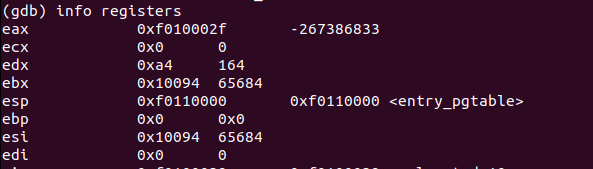 (gdb) info registers
eax 0xf010002f -267386833
ecx 0x0 0
edx 0xa4 164
ebx 0x10094 65684
esp 0xf0110000 0xf0110000 <entry_pgtable>
ebp 0x0 0x0
esi 0x10094 65684
edi 0x0 0